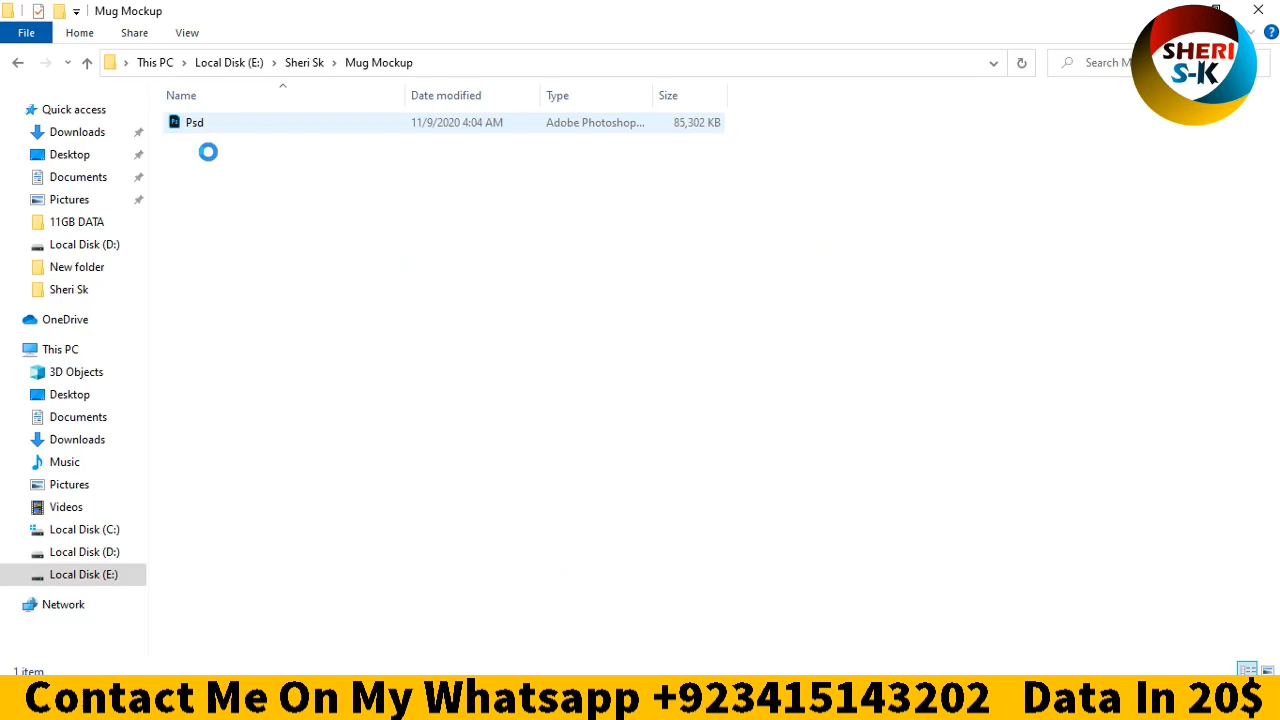 Mug Mockup
File Home Share View
This PC Local Disk (E:) Sheri Sk Mug Mockup
Search M
SHERI
S-K
Name Date modified Type Size
Psd 11/9/2020 4:04 AM Adobe Photoshop... 85,302 KB
Quick access
Downloads
Desktop
Documents
Pictures
11GB DATA
Local Disk (D:)
New folder
Sheri Sk
OneDrive
This PC
3D Objects
Desktop
Documents
Downloads
Music
Pictures
Videos
Local Disk (C:)
Local Disk (D:)
Local Disk (E:)
Network
1 item
Contact Me On My Whatsapp +923415143202 Data In 20$